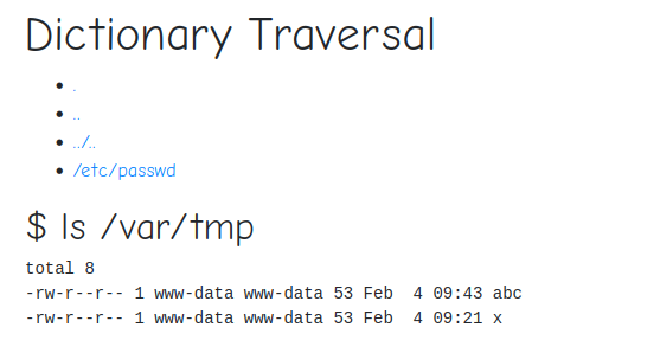 Dictionary Traversal
.
..
../..
/etc/passwd
$ ls /var/tmp
total 8
-rw-r--r-- 1 www-data www-data 53 Feb  4 09:43 abc
-rw-r--r-- 1 www-data www-data 53 Feb  4 09:21 x